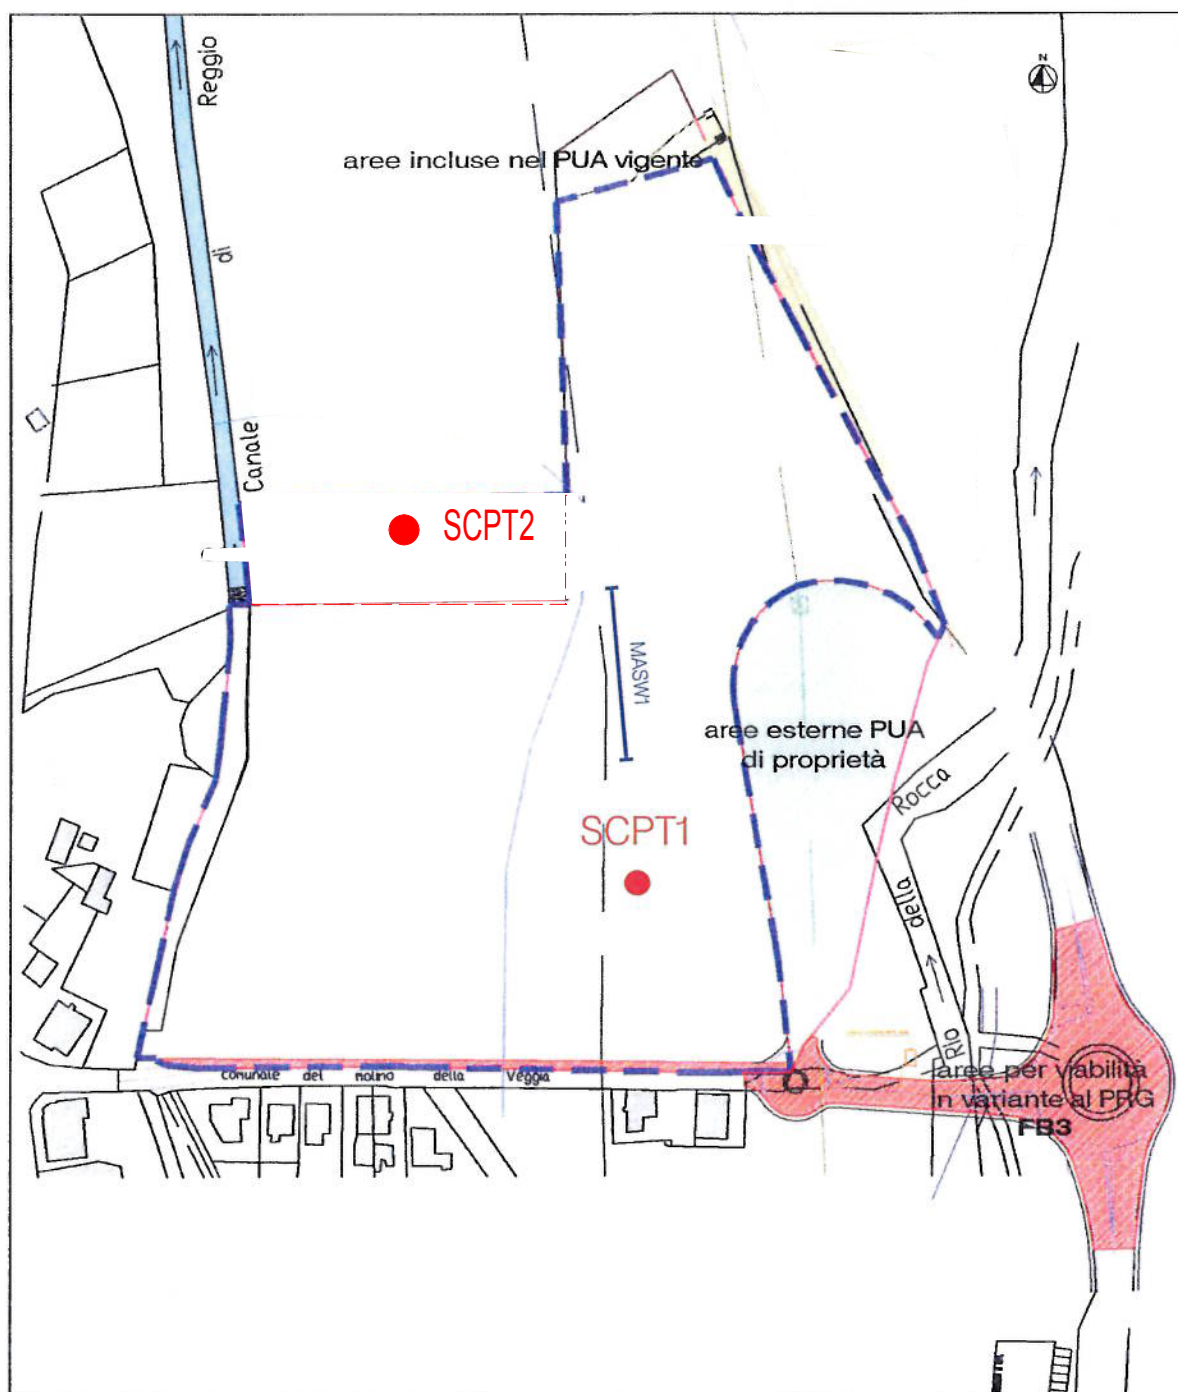 N
Reggio
di
Canale
aree incluse nel PUA vigente
SCPT2
MASW1
aree esterne PUA
di proprietà
SCPT1
Rocca
della
Rio
Comunale del molino della Veggia
aree per viabilità
in variante al PRG
FB3